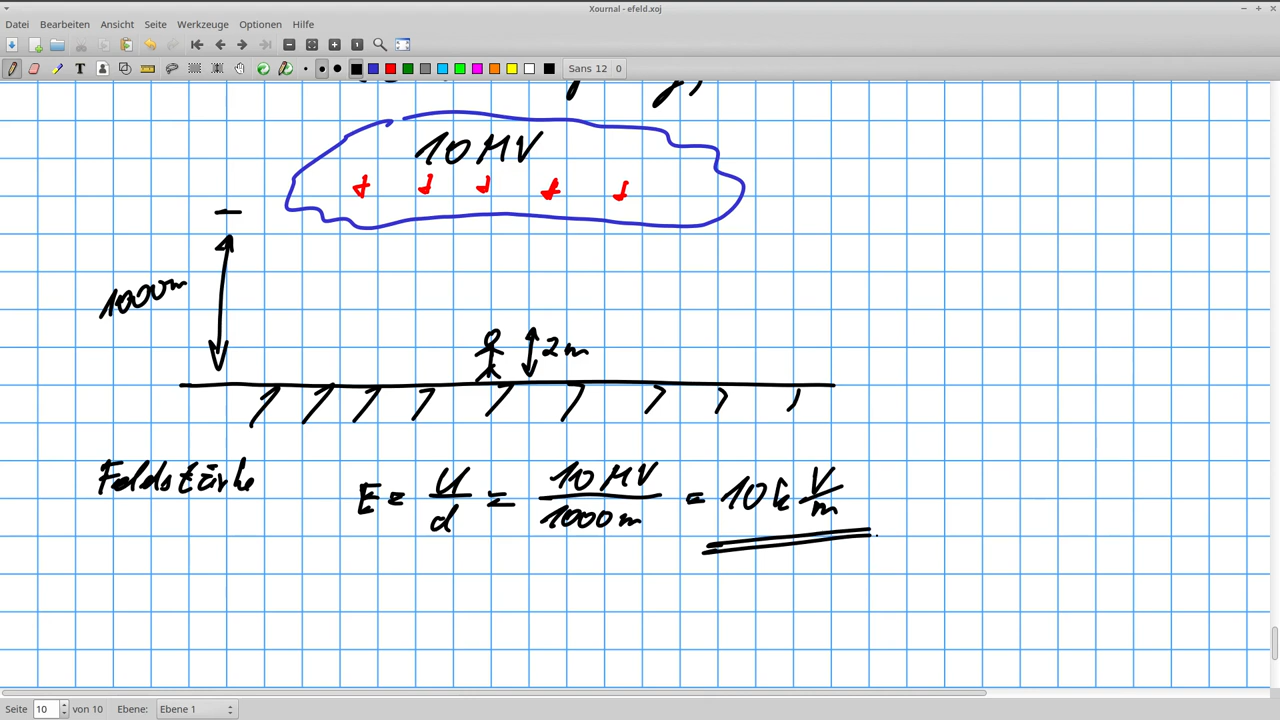 Xournal - efeld.xoj
Datei Bearbeiten Ansicht Seite Werkzeuge Optionen Hilfe
Sans 12 0
10 MV
1000m
2m
Feldstärke E = U/d = 10 MV/1000m = 10 k V/m
Seite 10 von 10 Ebene: Ebene 1